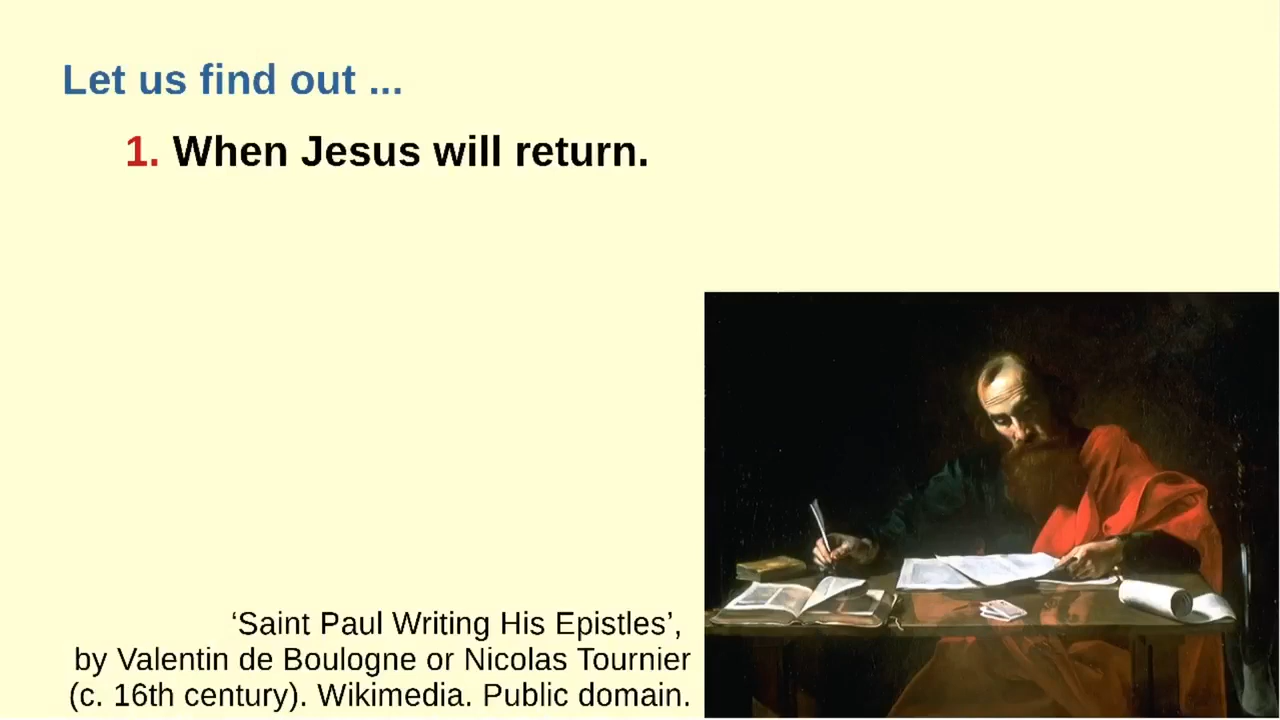 Let us find out ...
1. When Jesus will return.
‘Saint Paul Writing His Epistles’,
by Valentin de Boulogne or Nicolas Tournier
(c. 16th century). Wikimedia. Public domain.